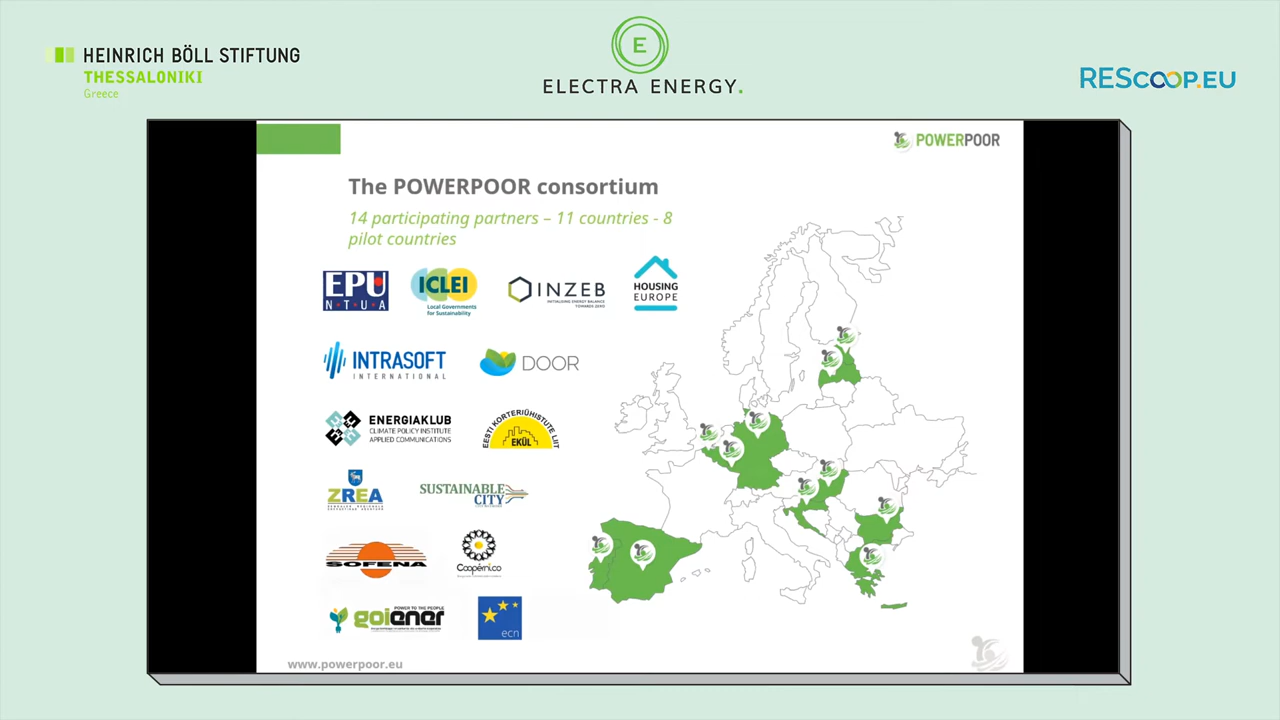 HEINRICH BÖLL STIFTUNG
THESSALONIKI
Greece
E
ELECTRA ENERGY.
REScoop.EU
POWERPOOR
The POWERPOOR consortium
14 participating partners – 11 countries - 8
pilot countries
EPU
N•T•U•A
ICLEI
Local Governments
for Sustainability
INZEB
HOUSING
EUROPE
INTRASOFT
INTERNATIONAL
DOOR
ENERGIAKLUB
CLIMATE POLICY INSTITUTE
APPLIED COMMUNICATIONS
EESTI KORTERIÜHISTUTE LIIT
EKÜL
ZREA
SUSTAINABLE
CITY
SOFENA
Coopérnico
POWER TO THE PEOPLE
goiener
ecn
www.powerpoor.eu